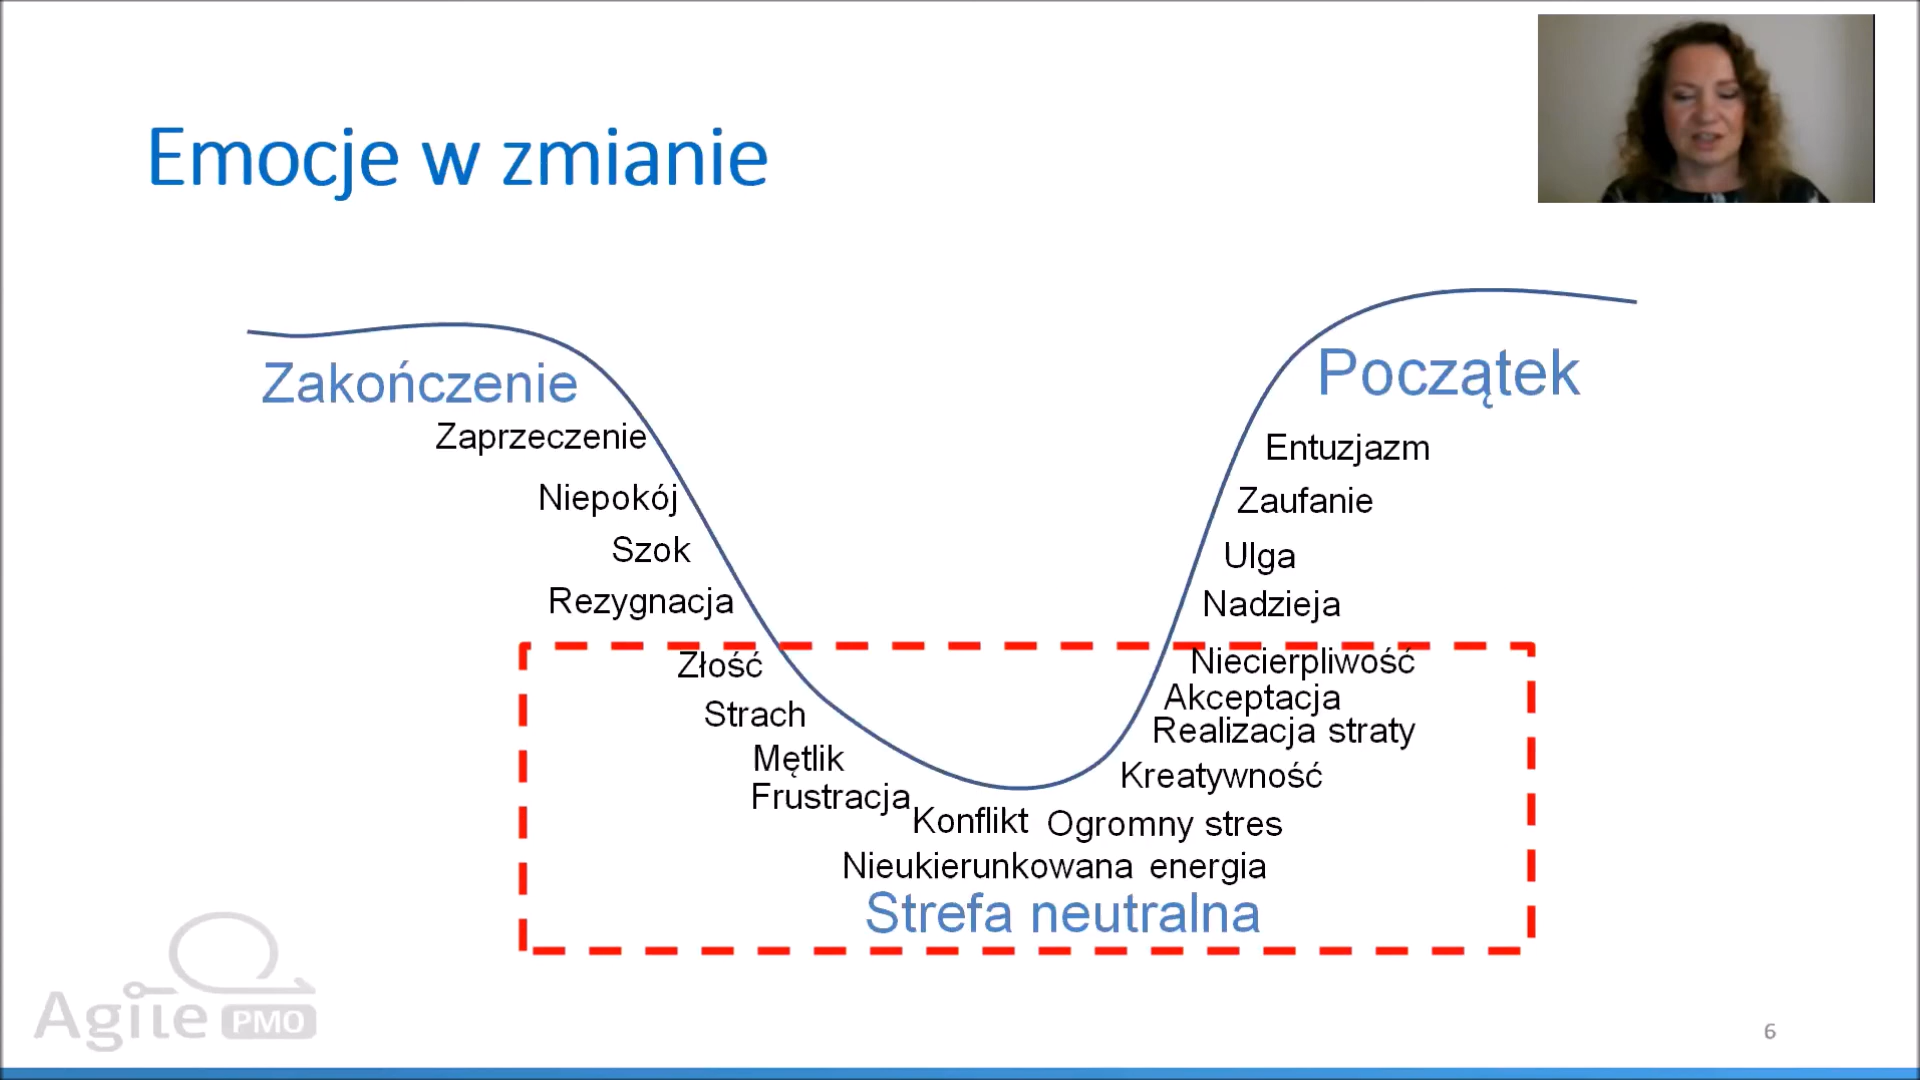 Emocje w zmianie
Zakończenie
Zaprzeczenie
Niepokój
Szok
Rezygnacja
Złość
Strach
Mętlik
Frustracja
Konflikt
Ogromny stres
Nieukierunkowana energia
Strefa neutralna
Początek
Entuzjazm
Zaufanie
Ulga
Nadzieja
Niecierpliwość
Akceptacja
Realizacja straty
Kreatywność
Agile PMO
6